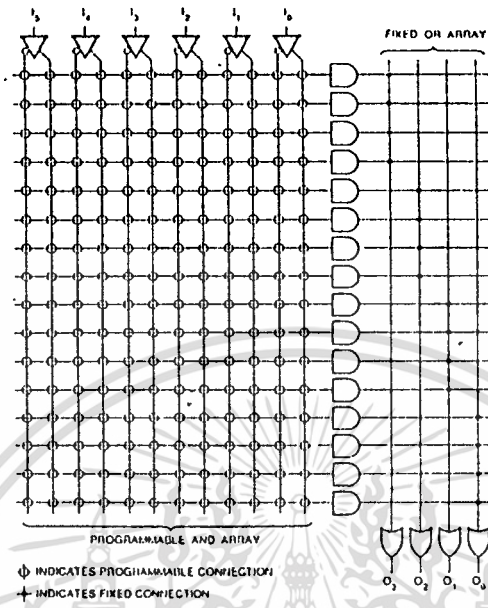 I₅ I₄ I₃ I₂ I₁ I₀
FIXED OR ARRAY
PROGRAMMABLE AND ARRAY
INDICATES PROGRAMMABLE CONNECTION
INDICATES FIXED CONNECTION
O₃ O₂ O₁ O₀